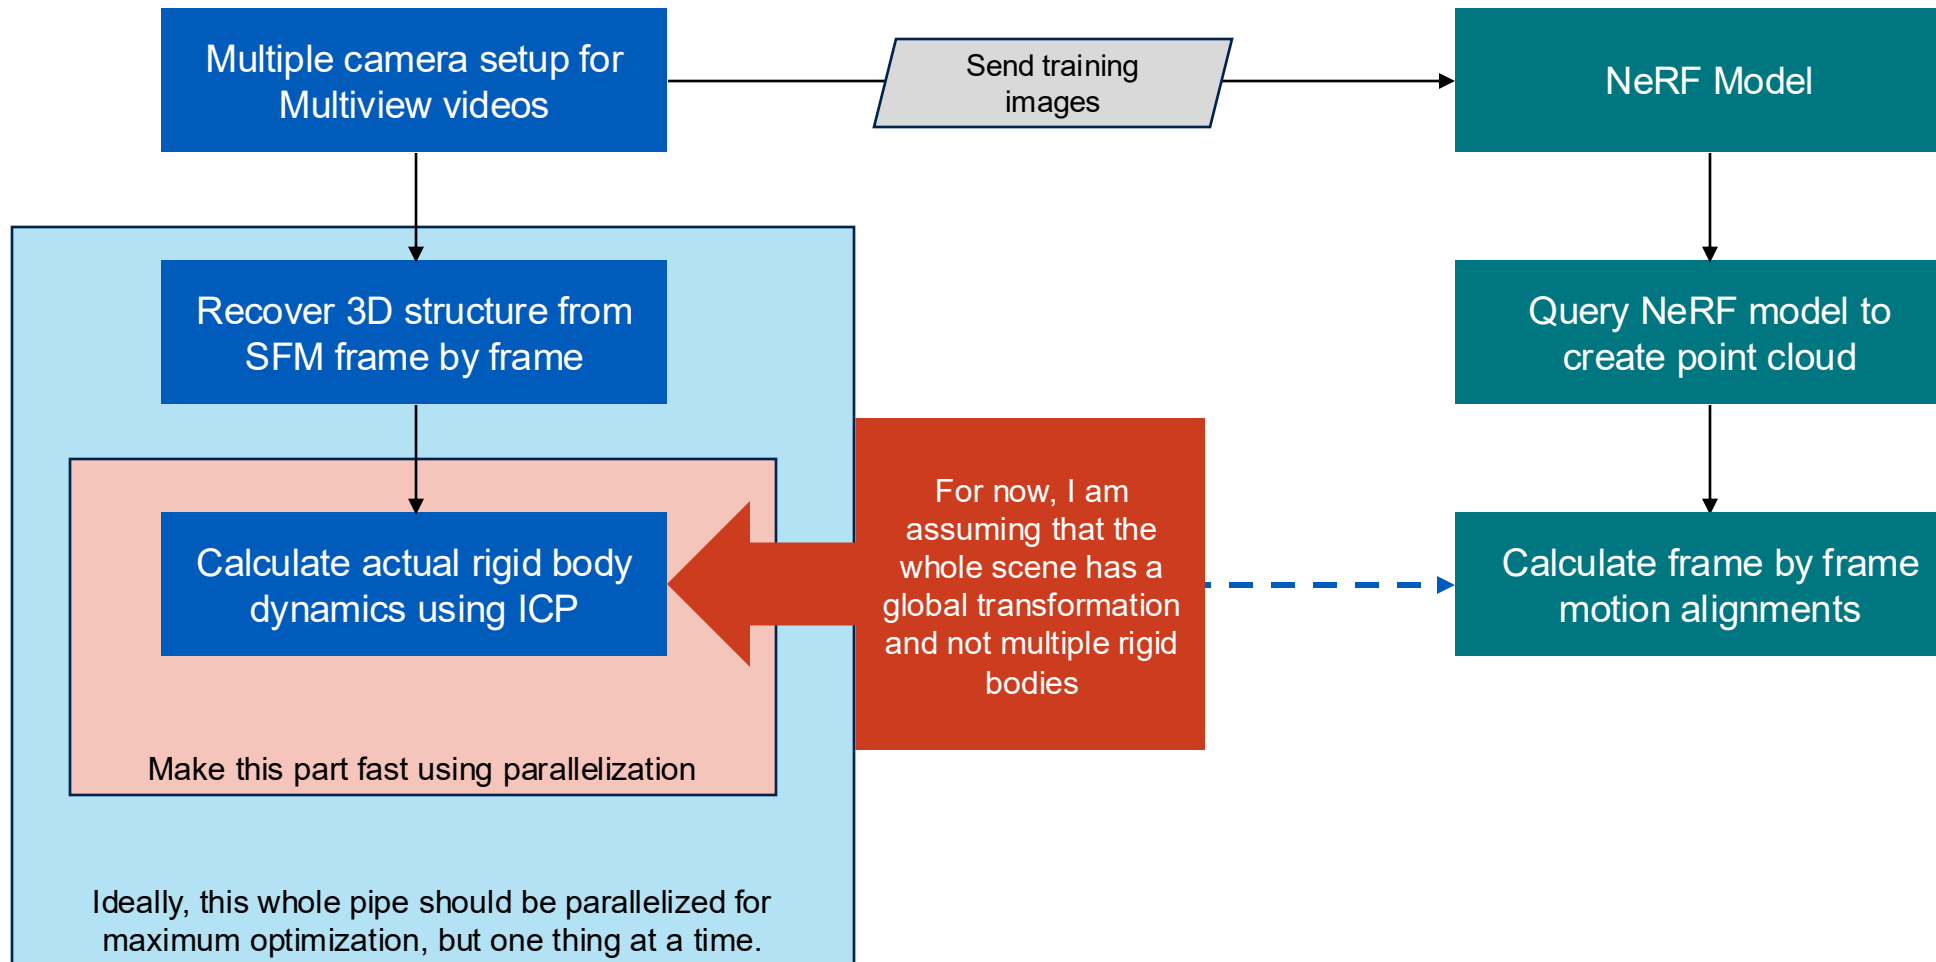 Multiple camera setup for
Multiview videos
Send training
images
NeRF Model
Recover 3D structure from
SFM frame by frame
Query NeRF model to
create point cloud
For now, I am
assuming that the
whole scene has a
global transformation
and not multiple rigid
bodies
Calculate actual rigid body
dynamics using ICP
Calculate frame by frame
motion alignments
Make this part fast using parallelization
Ideally, this whole pipe should be parallelized for
maximum optimization, but one thing at a time.